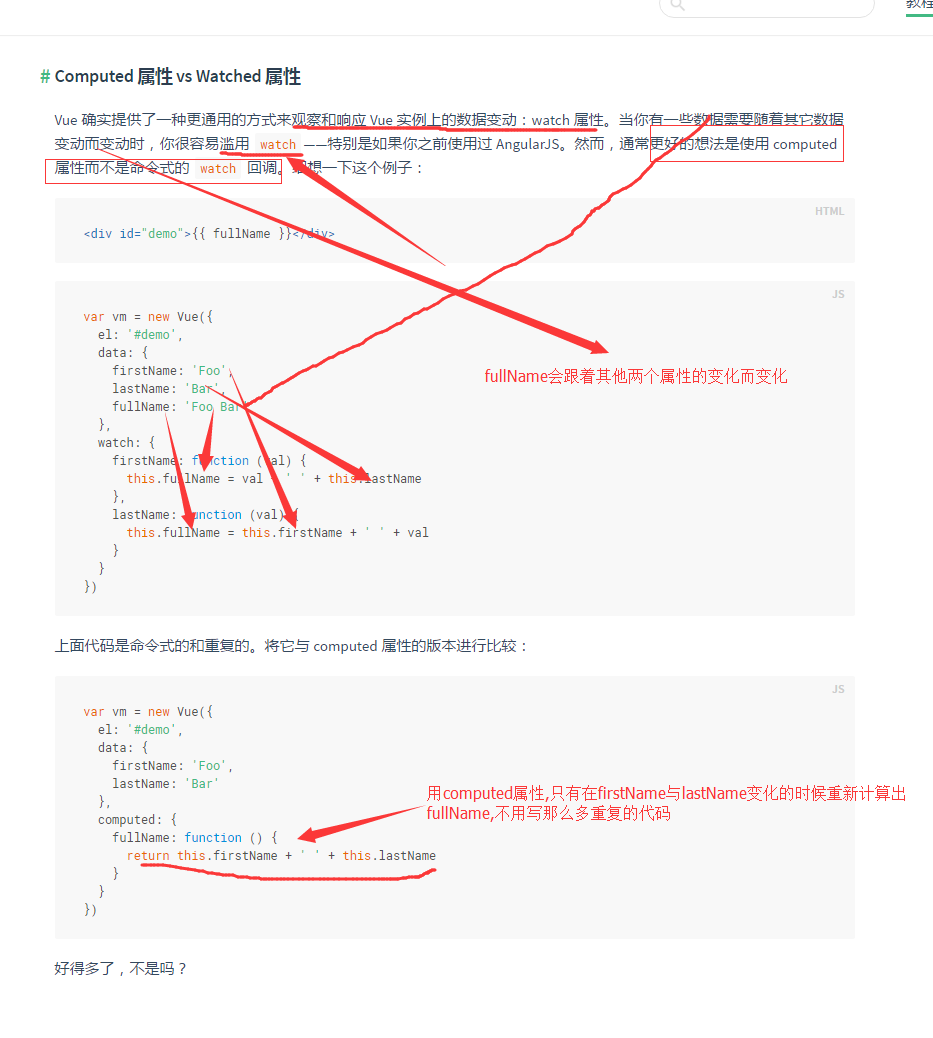 教程
# Computed 属性 vs Watched 属性
Vue 确实提供了一种更通用的方式来观察和响应 Vue 实例上的数据变动：watch 属性。当你有一些数据需要随着其它数据
变动而变动时，你很容易滥用 watch ——特别是如果你之前使用过 AngularJS。然而，通常更好的想法是使用 computed
属性而不是命令式的 watch 回调。细想一下这个例子：
HTML
<div id="demo">{{ fullName }}</div>
JS
var vm = new Vue({
el: '#demo',
data: {
firstName: 'Foo',
lastName: 'Bar',
fullName: 'Foo Bar'
fullName会跟着其他两个属性的变化而变化
},
watch: {
firstName: function (val) {
this.fullName = val + ' ' + this.lastName
},
lastName: function (val) {
this.fullName = this.firstName + ' ' + val
}
}
})
上面代码是命令式的和重复的。将它与 computed 属性的版本进行比较：
JS
var vm = new Vue({
el: '#demo',
data: {
firstName: 'Foo',
lastName: 'Bar'
},
computed: {
fullName: function () {
return this.firstName + ' ' + this.lastName
}
}
})
用computed属性,只有在firstName与lastName变化的时候重新计算出
fullName,不用写那么多重复的代码
好得多了，不是吗？